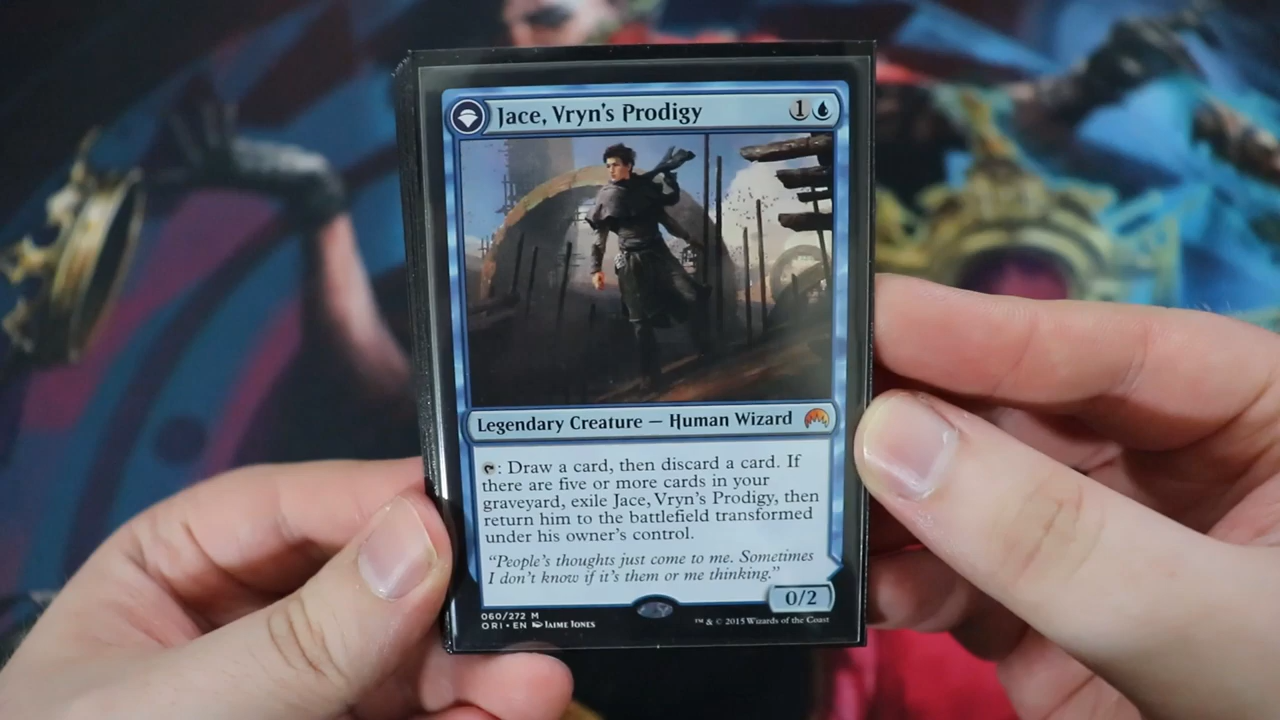 Jace, Vryn's Prodigy 1
Legendary Creature — Human Wizard
: Draw a card, then discard a card. If
there are five or more cards in your
graveyard, exile Jace, Vryn's Prodigy, then
return him to the battlefield transformed
under his owner's control.
"People's thoughts just come to me. Sometimes
I don't know if it's them or me thinking."
0/2
060/272 M
ORI • EN Jaime Jones
™ & © 2015 Wizards of the Coast